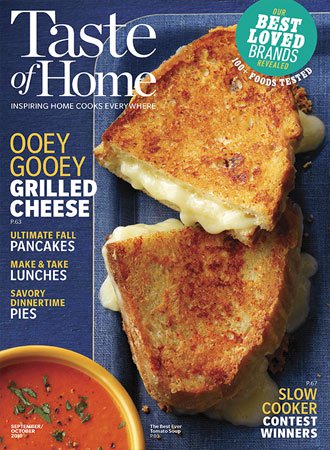 OUR
BEST
LOVED
BRANDS
REVEALED
100+ FOODS TESTED
Taste
of Home
INSPIRING HOME COOKS EVERYWHERE
OOEY
GOOEY
GRILLED
CHEESE
P.63
ULTIMATE FALL
PANCAKES
MAKE & TAKE
LUNCHES
SAVORY
DINNERTIME
PIES
SEPTEMBER/
OCTOBER
The Best Ever
Tomato Soup
P.67
SLOW
COOKER
CONTEST
WINNERS